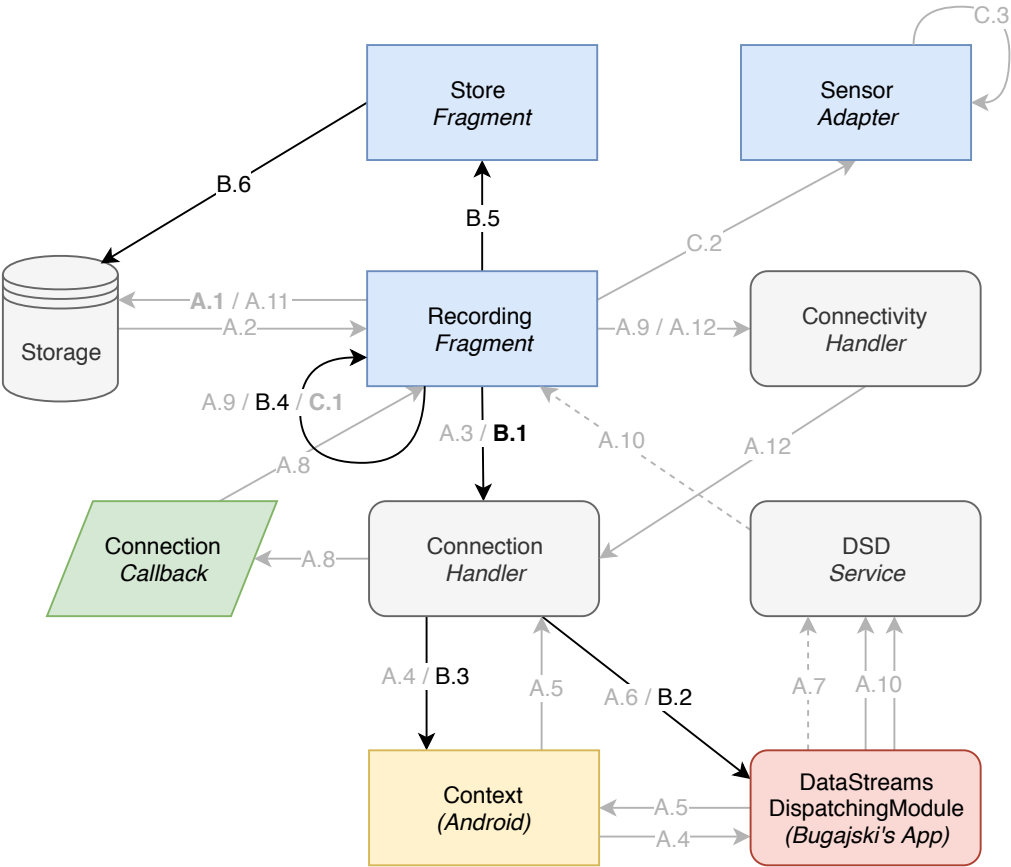 C.3
Store
Fragment
Sensor
Adapter
B.6
B.5
C.2
A.1 / A.11
A.2
Storage
Recording
Fragment
A.9 / A.12
Connectivity
Handler
A.9 / B.4 / C.1
A.3 / B.1
A.10
A.12
A.8
Connection
Callback
A.8
Connection
Handler
DSD
Service
A.4 / B.3
A.5
A.6 / B.2
A.7
A.10
Context
(Android)
A.5
A.4
DataStreams
DispatchingModule
(Bugajski's App)